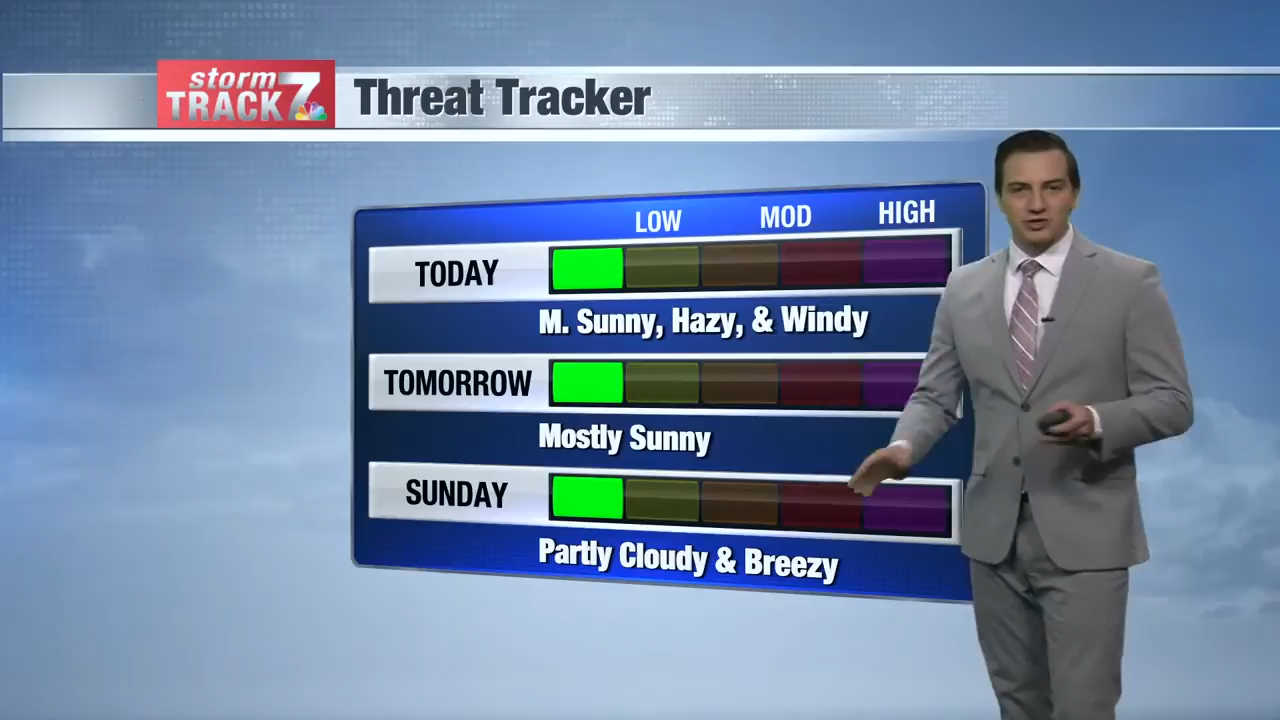 storm
TRACK 7
Threat Tracker
LOW MOD HIGH
TODAY
M. Sunny, Hazy, & Windy
TOMORROW
Mostly Sunny
SUNDAY
Partly Cloudy & Breezy